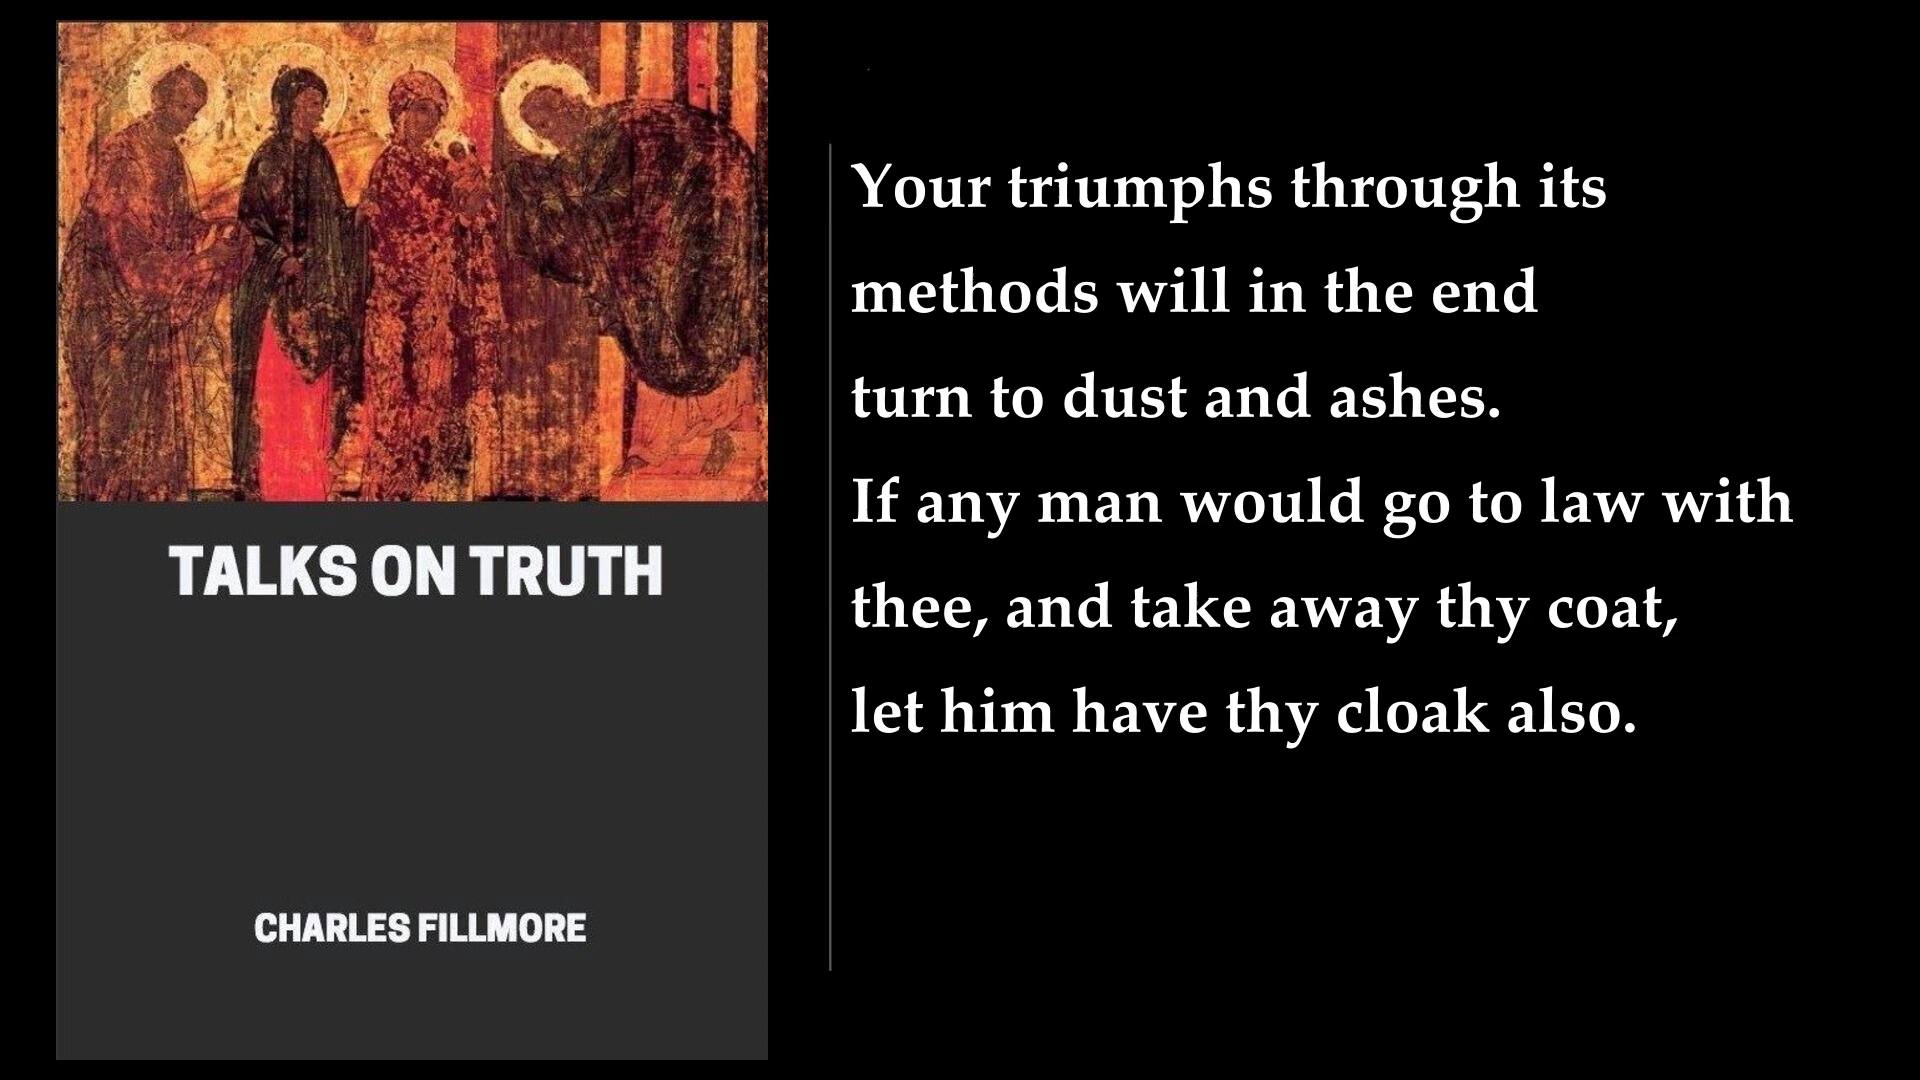 TALKS ON TRUTH
CHARLES FILLMORE
Your triumphs through its
methods will in the end
turn to dust and ashes.
If any man would go to law with
thee, and take away thy coat,
let him have thy cloak also.